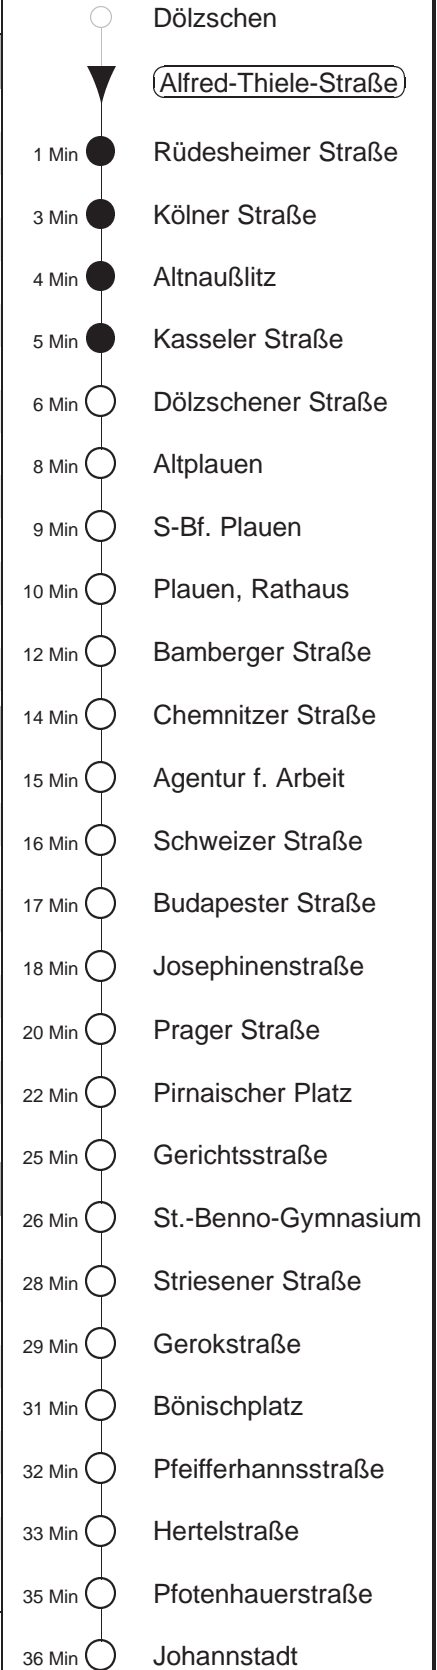 Dölzschen
Alfred-Thiele-Straße
1 Min Rüdesheimer Straße
3 Min Kölner Straße
4 Min Altnaußlitz
5 Min Kasseler Straße
6 Min Dölzschener Straße
8 Min Altplauen
9 Min S-Bf. Plauen
10 Min Plauen, Rathaus
12 Min Bamberger Straße
14 Min Chemnitzer Straße
15 Min Agentur f. Arbeit
16 Min Schweizer Straße
17 Min Budapester Straße
18 Min Josephinenstraße
20 Min Prager Straße
22 Min Pirnaischer Platz
25 Min Gerichtsstraße
26 Min St.-Benno-Gymnasium
28 Min Striesener Straße
29 Min Gerokstraße
31 Min Bönischplatz
32 Min Pfeifferhannsstraße
33 Min Hertelstraße
35 Min Pfotenhauerstraße
36 Min Johannstadt